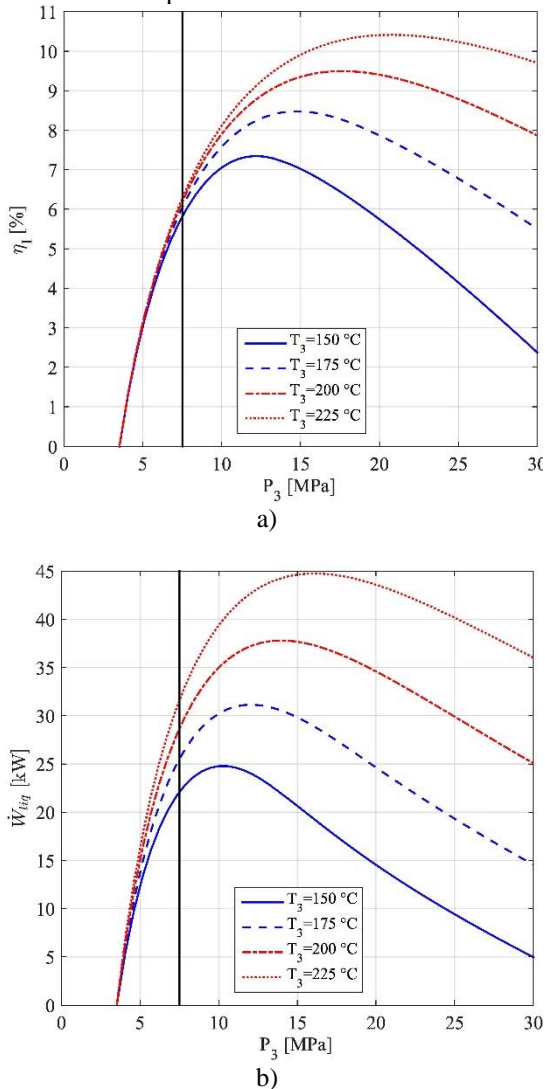 11
10
9
8
7
6
5
4
3
2
1
0
η_I [%]
T_3=150 °C
T_3=175 °C
T_3=200 °C
T_3=225 °C
0 5 10 15 20 25 30
P_3 [MPa]
a)
45
40
35
30
25
20
15
10
5
0
Ẇ_liq [kW]
T_3=150 °C
T_3=175 °C
T_3=200 °C
T_3=225 °C
0 5 10 15 20 25 30
P_3 [MPa]
b)